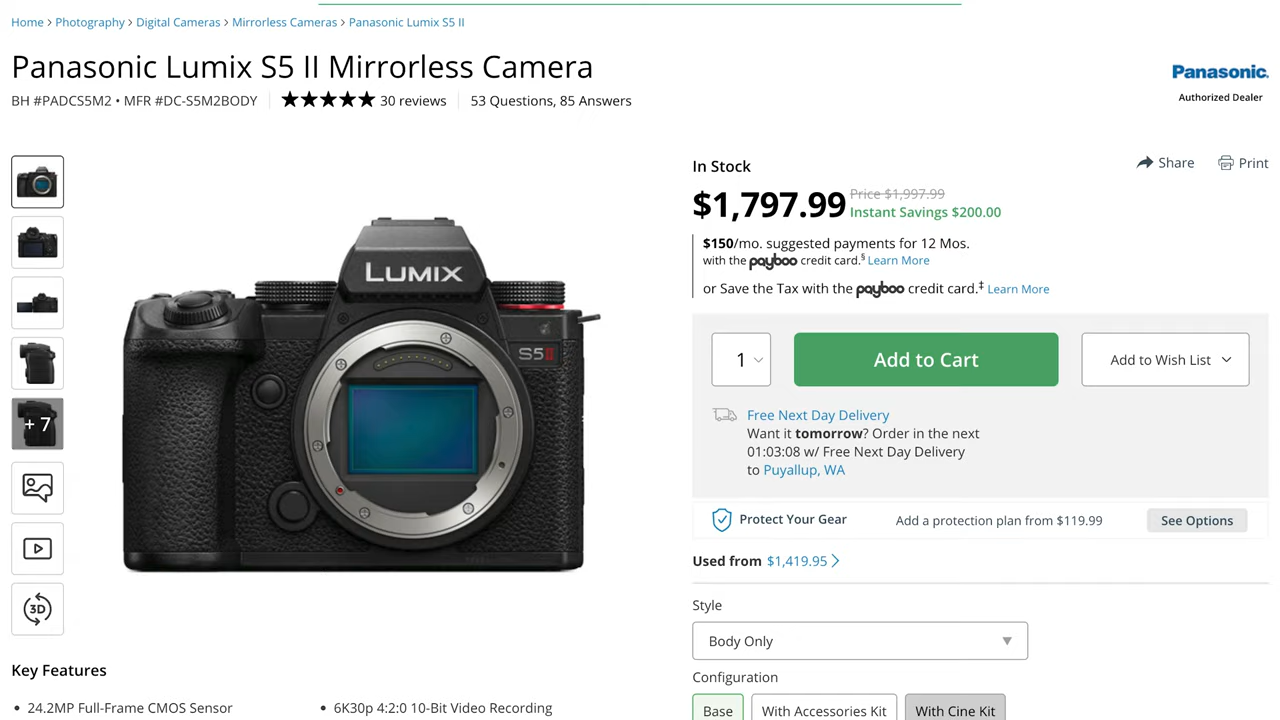 Home > Photography > Digital Cameras > Mirrorless Cameras > Panasonic Lumix S5 II
Panasonic Lumix S5 II Mirrorless Camera
BH #PADCS5M2 • MFR #DC-S5M2BODY
30 reviews
53 Questions, 85 Answers
Panasonic.
Authorized Dealer
In Stock
Share
Print
$1,797.99
Price $1,997.99
Instant Savings $200.00
$150/mo. suggested payments for 12 Mos.
with the payboo credit card.§ Learn More
or Save the Tax with the payboo credit card.‡ Learn More
1
Add to Cart
Add to Wish List
Free Next Day Delivery
Want it tomorrow? Order in the next
01:03:08 w/ Free Next Day Delivery
to Puyallup, WA
Protect Your Gear
Add a protection plan from $119.99
See Options
Used from $1,419.95 >
Style
Body Only
Configuration
Base
With Accessories Kit
With Cine Kit
LUMIX
S5II
+ 7
3D
Key Features
• 24.2MP Full-Frame CMOS Sensor
• 6K30p 4:2:0 10-Bit Video Recording